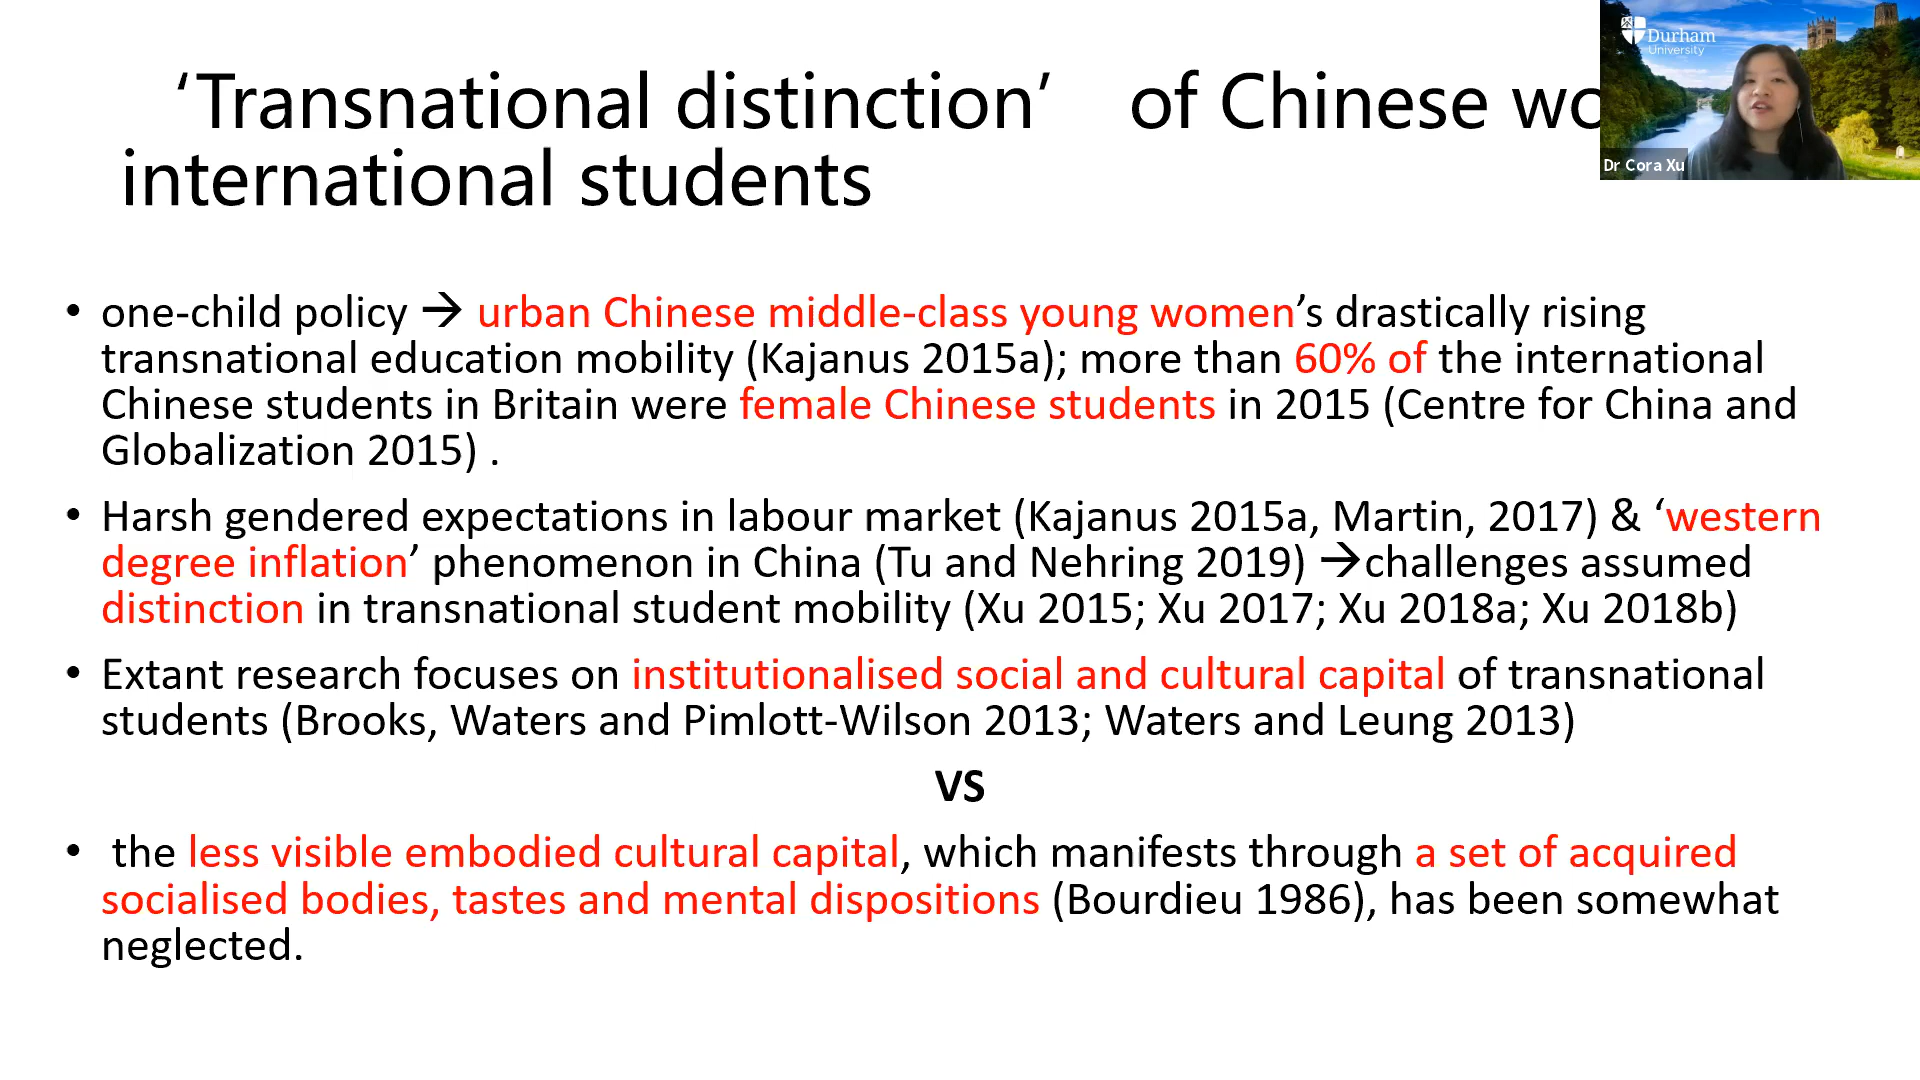 ‘Transnational distinction’ of Chinese wo
international students
Durham
University
Dr Cora Xu
• one-child policy → urban Chinese middle-class young women’s drastically rising
transnational education mobility (Kajanus 2015a); more than 60% of the international
Chinese students in Britain were female Chinese students in 2015 (Centre for China and
Globalization 2015) .
• Harsh gendered expectations in labour market (Kajanus 2015a, Martin, 2017) & ‘western
degree inflation’ phenomenon in China (Tu and Nehring 2019) →challenges assumed
distinction in transnational student mobility (Xu 2015; Xu 2017; Xu 2018a; Xu 2018b)
• Extant research focuses on institutionalised social and cultural capital of transnational
students (Brooks, Waters and Pimlott-Wilson 2013; Waters and Leung 2013)
VS
• the less visible embodied cultural capital, which manifests through a set of acquired
socialised bodies, tastes and mental dispositions (Bourdieu 1986), has been somewhat
neglected.